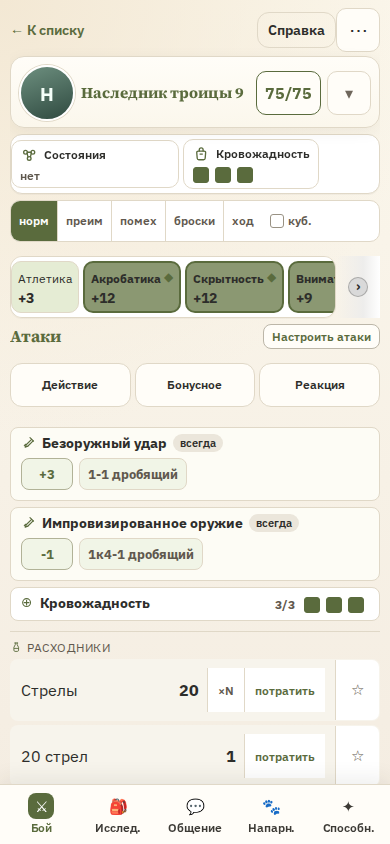 ← К списку
Справка
...
Н
Наследник троицы 9
75/75
▼
Состояния
нет
Кровожадность
норм
преим
помех
броски
ход
куб.
Атлетика
+3
Акробатика
+12
Скрытность
+12
Внима
+9
›
Атаки
Настроить атаки
Действие
Бонусное
Реакция
Безоружный удар
всегда
+3
1-1 дробящий
Импровизированное оружие
всегда
-1
1к4-1 дробящий
Кровожадность
3/3
РАСХОДНИКИ
Стрелы
20
×N
потратить
☆
20 стрел
1
потратить
☆
Бой
Исслед.
Общение
Напарн.
Способн.